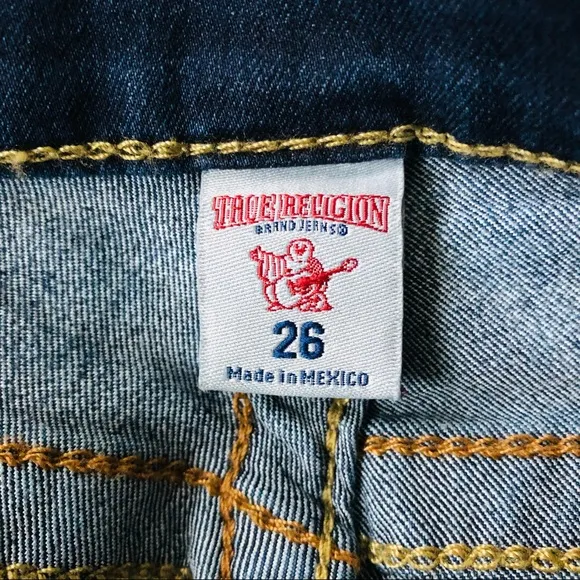 TRUE RELIGION
BRAND JEANS®
26
Made in MEXICO